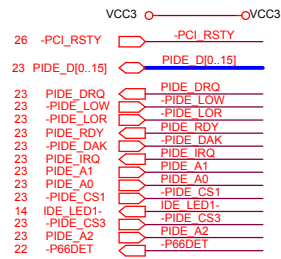 VCC3 VCC3
26 -PCI_RSTY -PCI_RSTY
23 PIDE_D[0..15] PIDE_D[0..15]
23 PIDE_DRQ PIDE_DRQ
23 -PIDE_LOW -PIDE_LOW
23 -PIDE_LOR -PIDE_LOR
23 PIDE_RDY PIDE_RDY
23 -PIDE_DAK -PIDE_DAK
23 PIDE_IRQ PIDE_IRQ
23 PIDE_A1 PIDE_A1
23 PIDE_A0 PIDE_A0
23 -PIDE_CS1 -PIDE_CS1
14 IDE_LED1- IDE_LED1-
23 -PIDE_CS3 -PIDE_CS3
23 PIDE_A2 PIDE_A2
22 -P66DET -P66DET